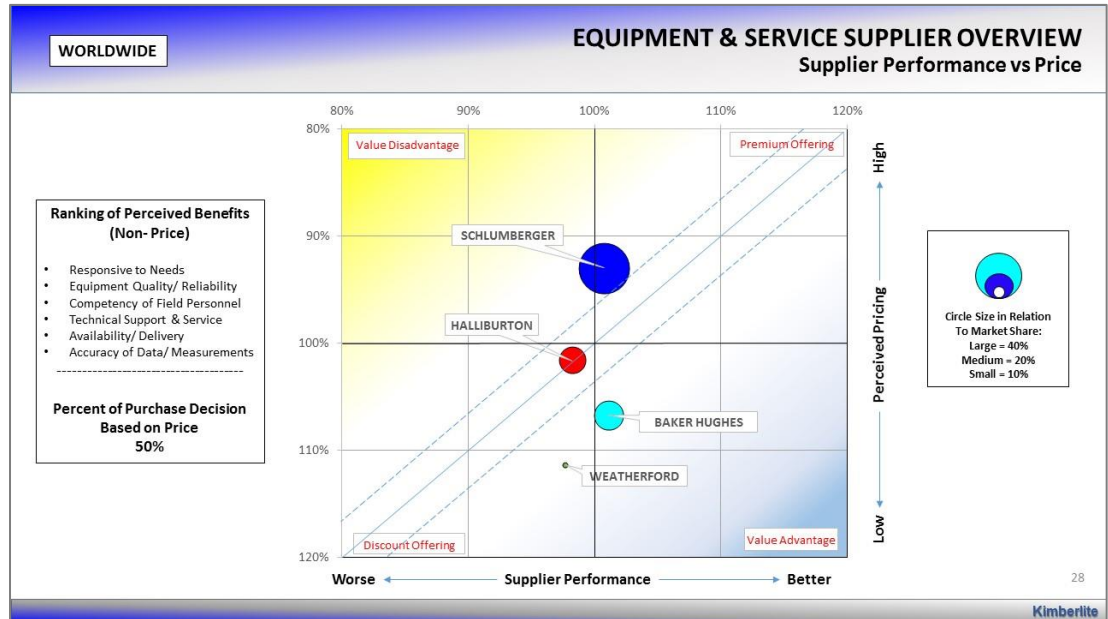 WORLDWIDE
EQUIPMENT & SERVICE SUPPLIER OVERVIEW
Supplier Performance vs Price
Ranking of Perceived Benefits
(Non- Price)
• Responsive to Needs
• Equipment Quality/ Reliability
• Competency of Field Personnel
• Technical Support & Service
• Availability/ Delivery
• Accuracy of Data/ Measurements
-------------------------------------
Percent of Purchase Decision
Based on Price
50%
80% 90% 100% 110% 120%
80%
90%
100%
110%
120%
Value Disadvantage
Premium Offering
SCHLUMBERGER
HALLIBURTON
BAKER HUGHES
WEATHERFORD
Discount Offering
Value Advantage
High
Perceived Pricing
Low
Worse
Supplier Performance
Better
Circle Size in Relation
To Market Share:
Large = 40%
Medium = 20%
Small = 10%
28
Kimberlite